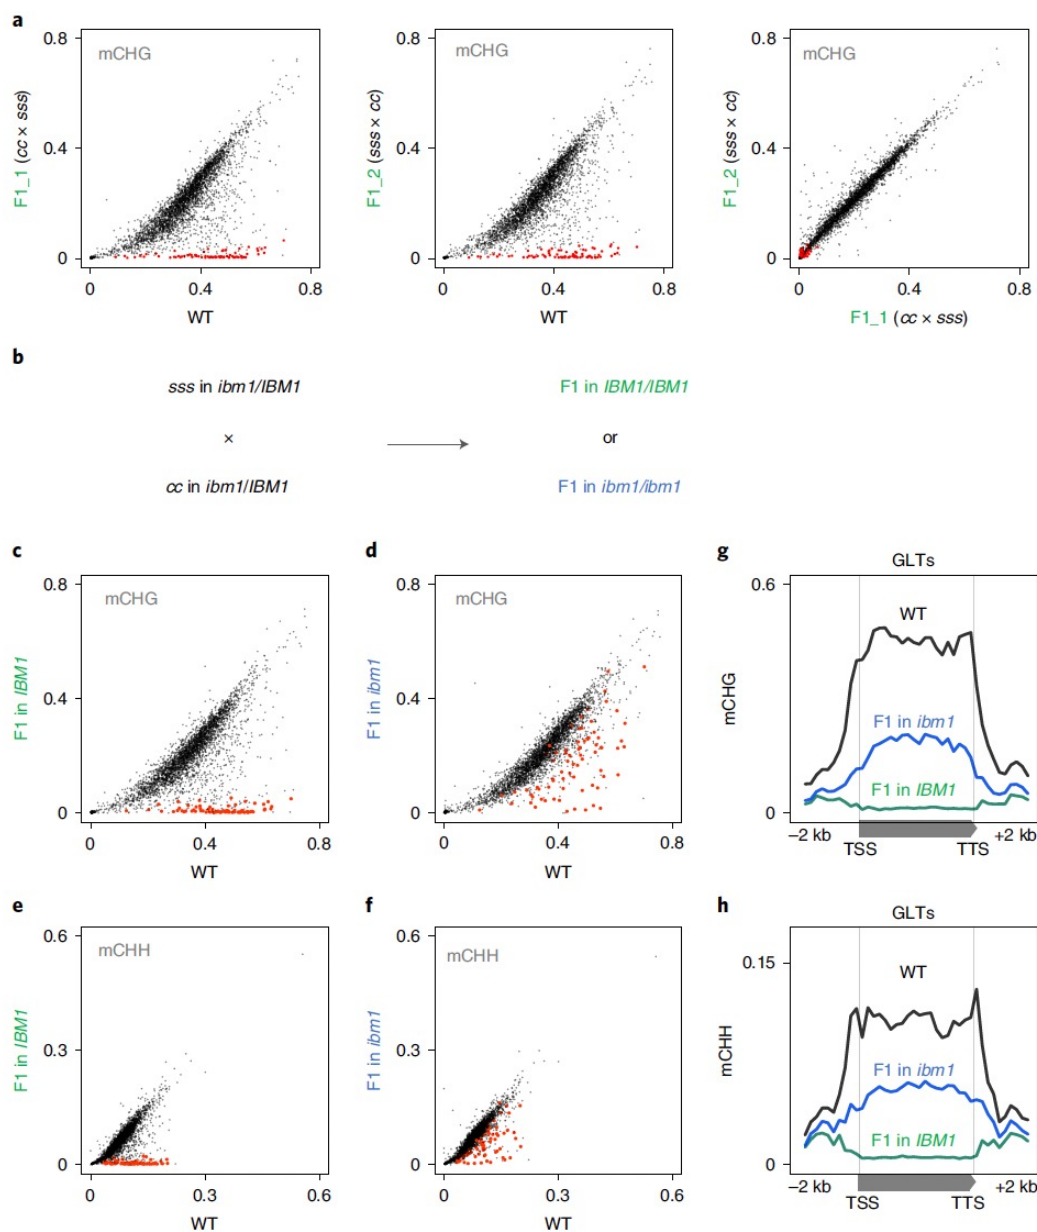 a
mCHG
F1_1 (cc × sss)
0.8
0.4
0
0 0.4 0.8
WT
mCHG
F1_2 (sss × cc)
0.8
0.4
0
0 0.4 0.8
WT
mCHG
F1_2 (sss × cc)
0.8
0.4
0
0 0.4 0.8
F1_1 (cc × sss)
b
sss in ibm1/IBM1
×
cc in ibm1/IBM1
F1 in IBM1/IBM1
or
F1 in ibm1/ibm1
c
mCHG
F1 in IBM1
0.8
0.4
0
0 0.4 0.8
WT
d
mCHG
F1 in ibm1
0.8
0.4
0
0 0.4 0.8
WT
g
GLTs
0.6
mCHG
0
WT
F1 in ibm1
F1 in IBM1
–2 kb +2 kb
TSS TTS
e
mCHH
F1 in IBM1
0.6
0.3
0
0 0.3 0.6
WT
f
mCHH
F1 in ibm1
0.6
0.3
0
0 0.3 0.6
WT
h
GLTs
0.15
mCHH
0
WT
F1 in ibm1
F1 in IBM1
–2 kb +2 kb
TSS TTS